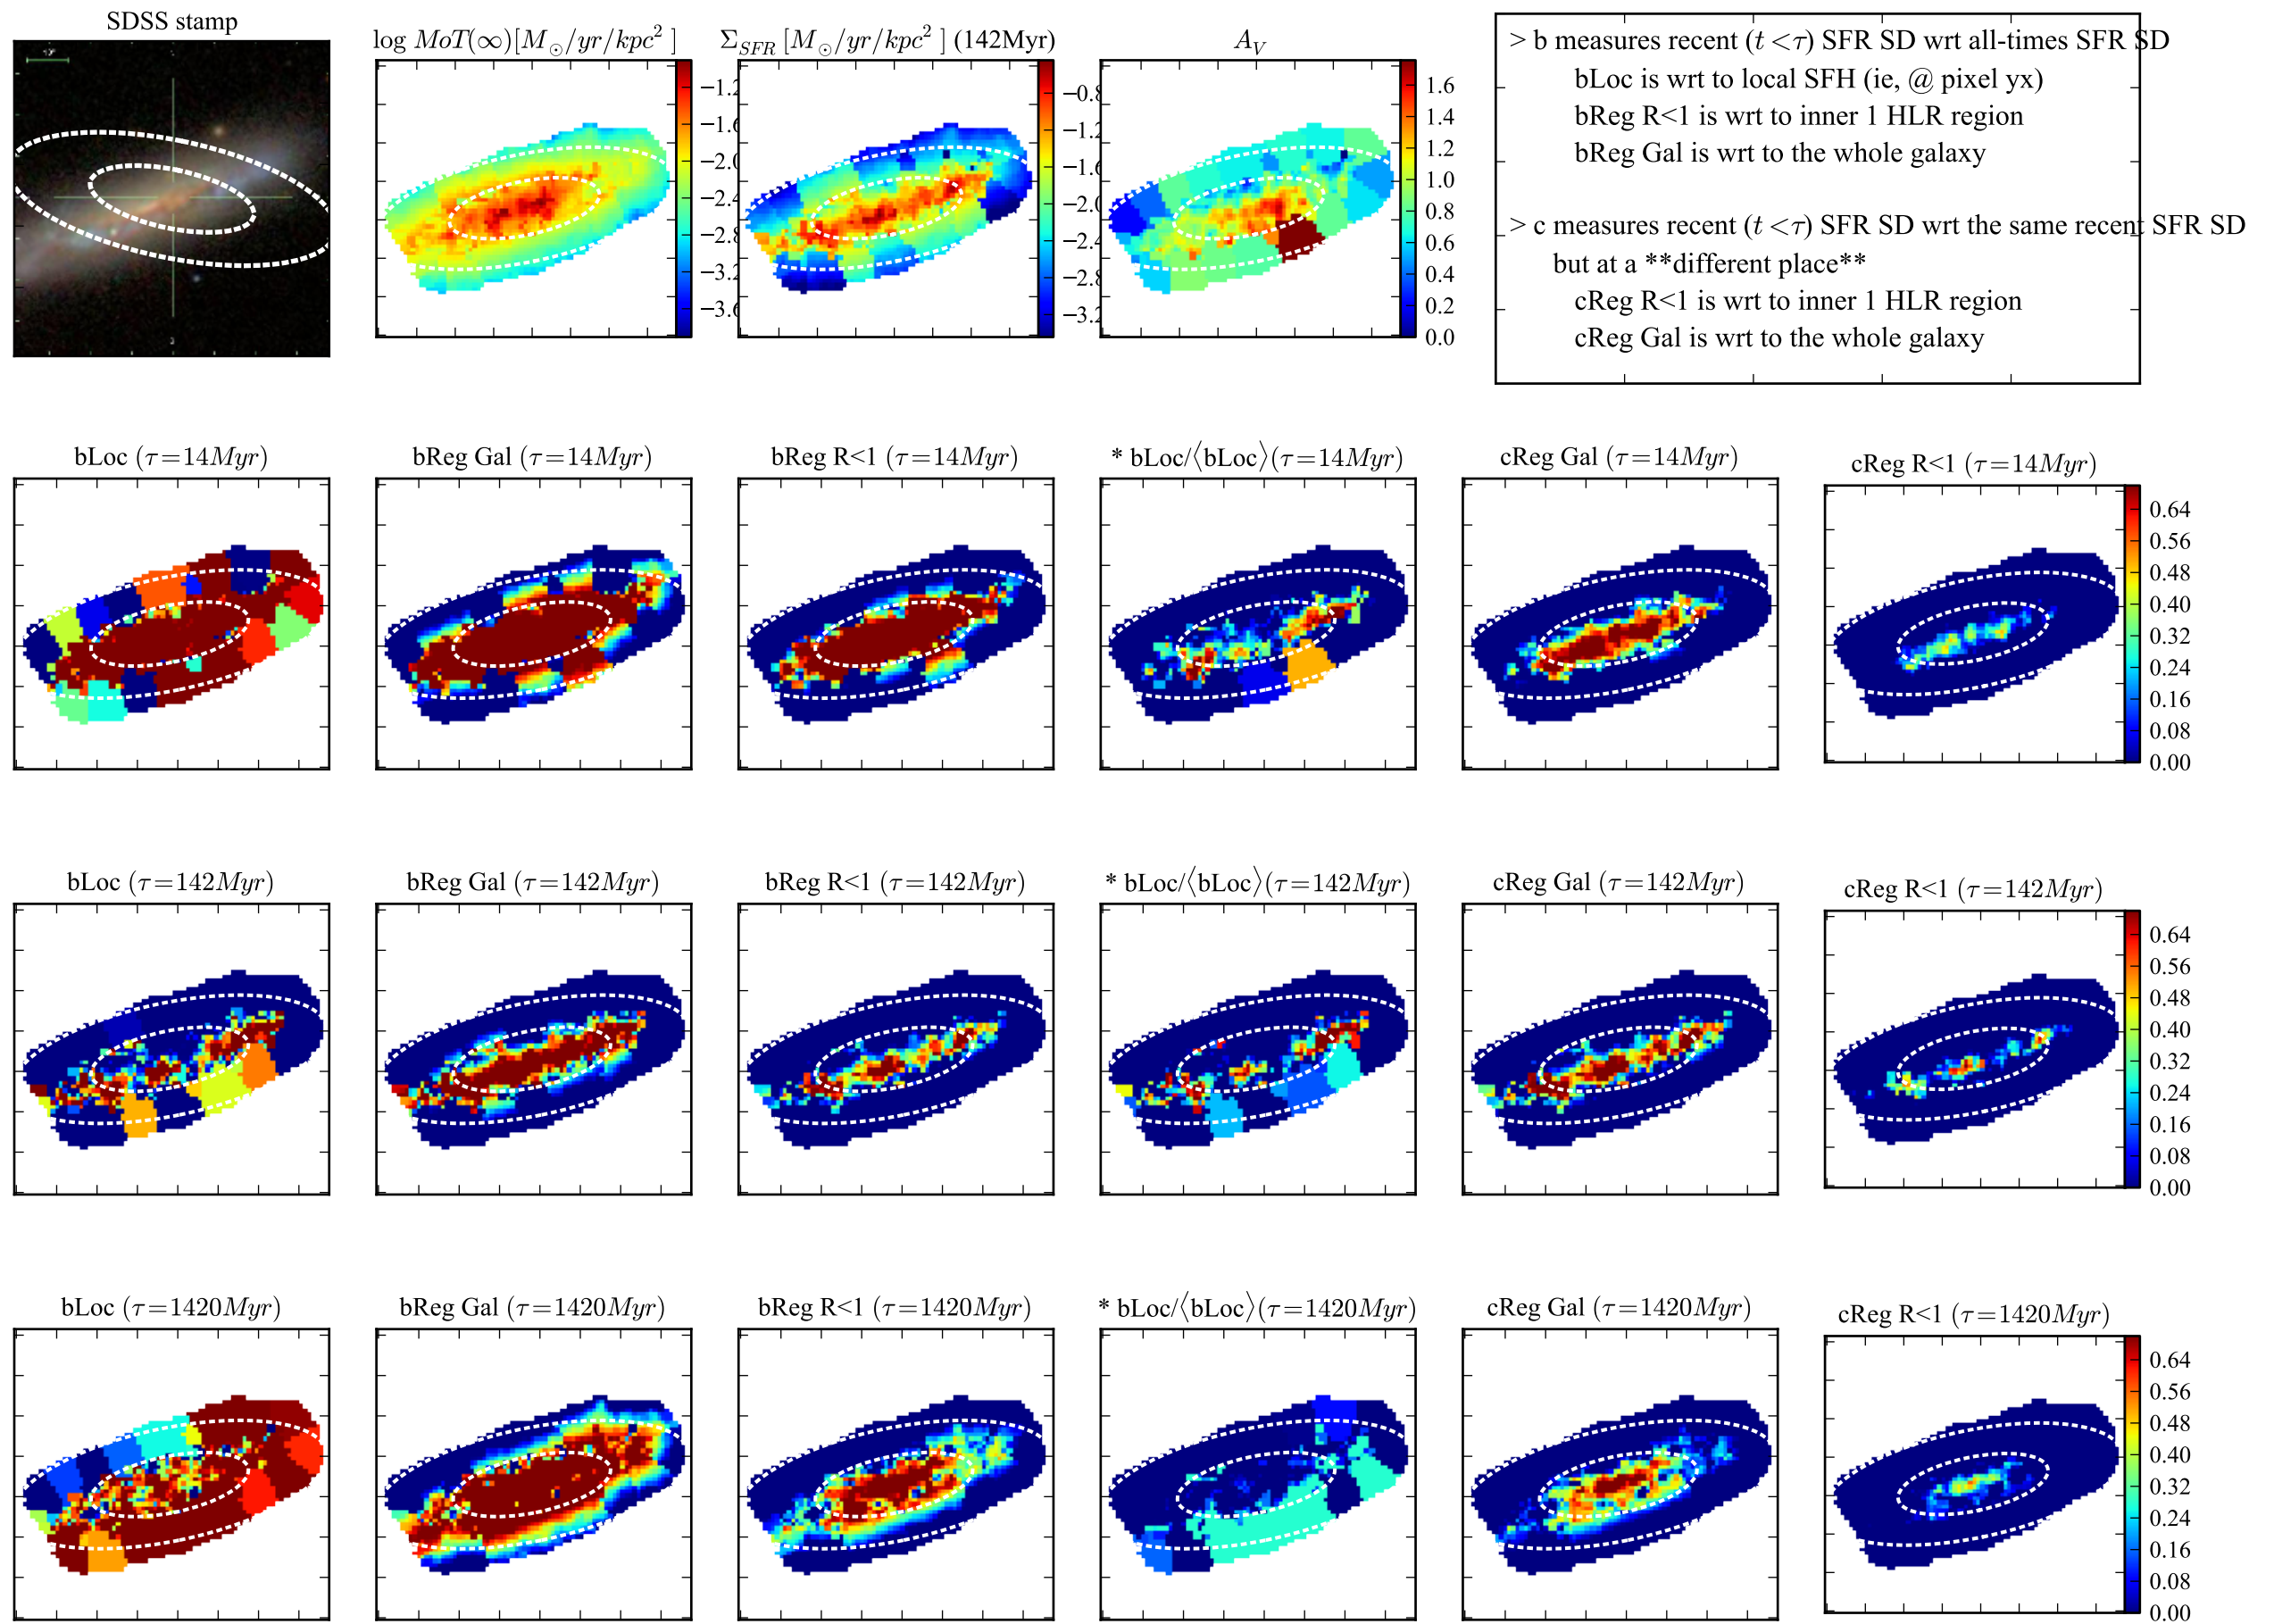 SDSS stamp
log MoT(∞)[M⊙/yr/kpc² ]
Σ_SFR [M⊙/yr/kpc² ] (142Myr)
A_V
−1.2
−1.6
−2.0
−2.4
−2.8
−3.2
−3.6
−0.8
−1.2
−1.6
−2.0
−2.4
−2.8
−3.2
1.6
1.4
1.2
1.0
0.8
0.6
0.4
0.2
0.0
> b measures recent (t <τ) SFR SD wrt all-times SFR SD
bLoc is wrt to local SFH (ie, @ pixel yx)
bReg R<1 is wrt to inner 1 HLR region
bReg Gal is wrt to the whole galaxy
> c measures recent (t <τ) SFR SD wrt the same recent SFR SD
but at a **different place**
cReg R<1 is wrt to inner 1 HLR region
cReg Gal is wrt to the whole galaxy
bLoc (τ=14Myr)
bReg Gal (τ=14Myr)
bReg R<1 (τ=14Myr)
* bLoc/⟨bLoc⟩(τ=14Myr)
cReg Gal (τ=14Myr)
cReg R<1 (τ=14Myr)
0.64
0.56
0.48
0.40
0.32
0.24
0.16
0.08
0.00
bLoc (τ=142Myr)
bReg Gal (τ=142Myr)
bReg R<1 (τ=142Myr)
* bLoc/⟨bLoc⟩(τ=142Myr)
cReg Gal (τ=142Myr)
cReg R<1 (τ=142Myr)
0.64
0.56
0.48
0.40
0.32
0.24
0.16
0.08
0.00
bLoc (τ=1420Myr)
bReg Gal (τ=1420Myr)
bReg R<1 (τ=1420Myr)
* bLoc/⟨bLoc⟩(τ=1420Myr)
cReg Gal (τ=1420Myr)
cReg R<1 (τ=1420Myr)
0.64
0.56
0.48
0.40
0.32
0.24
0.16
0.08
0.00